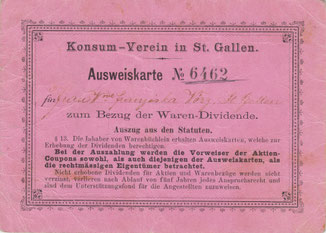 Konsum-Verein in St. Gallen.
Ausweiskarte № 6462
für
zum Bezug der Waren-Dividende.
Auszug aus den Statuten.
§ 13. Die Inhaber von Warenbüchlein erhalten Ausweiskarten, welche zur
Erhebung der Dividenden berechtigen.
Bei der Auszahlung werden die Vorweiser der Aktien-
Coupons sowohl, als auch diejenigen der Ausweiskarten, als
die rechtmässigen Eigentümer betrachtet.
Nicht erhobene Dividenden für Aktien und Warenbezüge werden nicht
verzinst, verlieren nach Ablauf von fünf Jahren jedes Anspruchsrecht und
sind dem Unterstützungsfond für die Angestellten zuzuweisen.